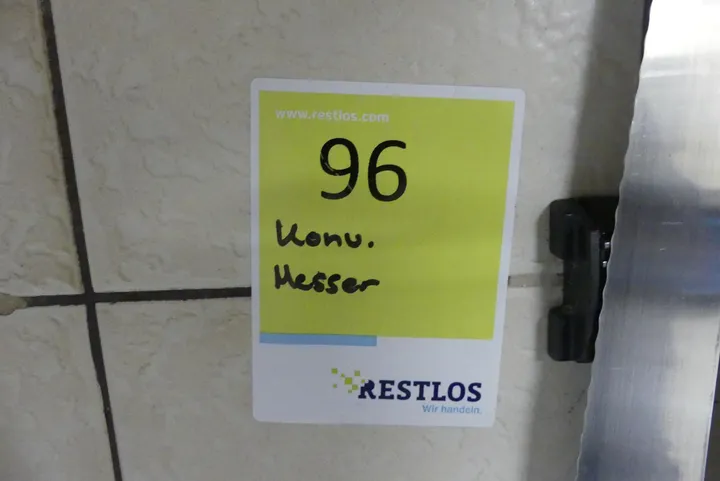 www.restlos.com
96
Konv.
Messer
RESTLOS
Wir handeln.